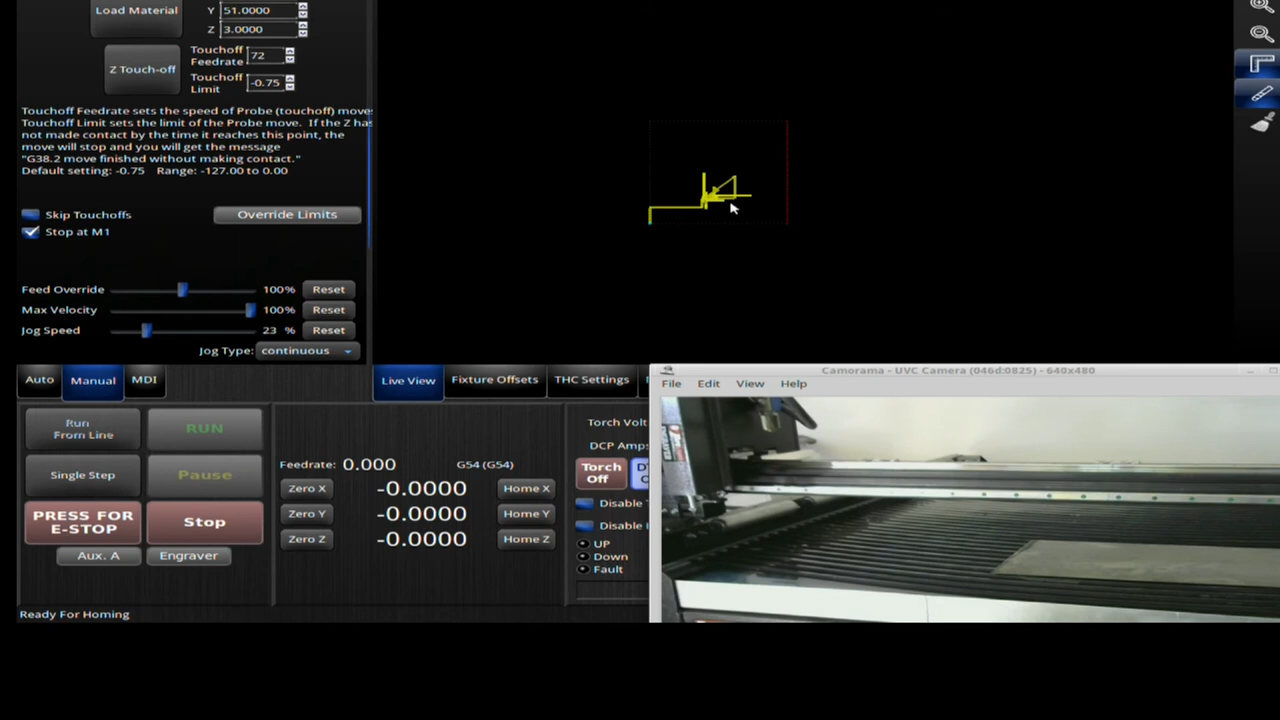 Load Material
Y 51.0000
Z 3.0000
Z Touch-off
Touchoff
Feedrate 72
Touchoff
Limit -0.75
Touchoff Feedrate sets the speed of Probe (touchoff) moves
Touchoff Limit sets the limit of the Probe move. If the Z has
not made contact by the time it reaches this point, the
move will stop and you will get the message
"G38.2 move finished without making contact."
Default setting: -0.75 Range: -127.00 to 0.00
Skip Touchoffs
Override Limits
Stop at M1
Feed Override 100% Reset
Max Velocity 100% Reset
Jog Speed 23 % Reset
Jog Type: continuous
Auto Manual MDI
Live View Fixture Offsets THC Settings
Run
From Line
RUN
Single Step
Pause
PRESS FOR
E-STOP
Stop
Aux. A
Engraver
Feedrate: 0.000 G54 (G54)
Zero X -0.0000 Home X
Zero Y -0.0000 Home Y
Zero Z -0.0000 Home Z
Torch Volt
DCP Amps
Torch
Off
Disable
Disable
UP
Down
Fault
Ready For Homing
Camorama - UVC Camera (046d:0825) - 640x480
File Edit View Help